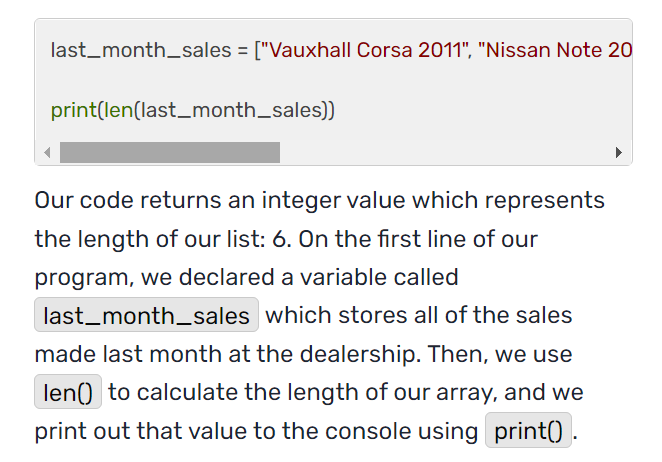 last_month_sales = ["Vauxhall Corsa 2011", "Nissan Note 20
print(len(last_month_sales))
Our code returns an integer value which represents
the length of our list: 6. On the first line of our
program, we declared a variable called
last_month_sales which stores all of the sales
made last month at the dealership. Then, we use
len() to calculate the length of our array, and we
print out that value to the console using print() .